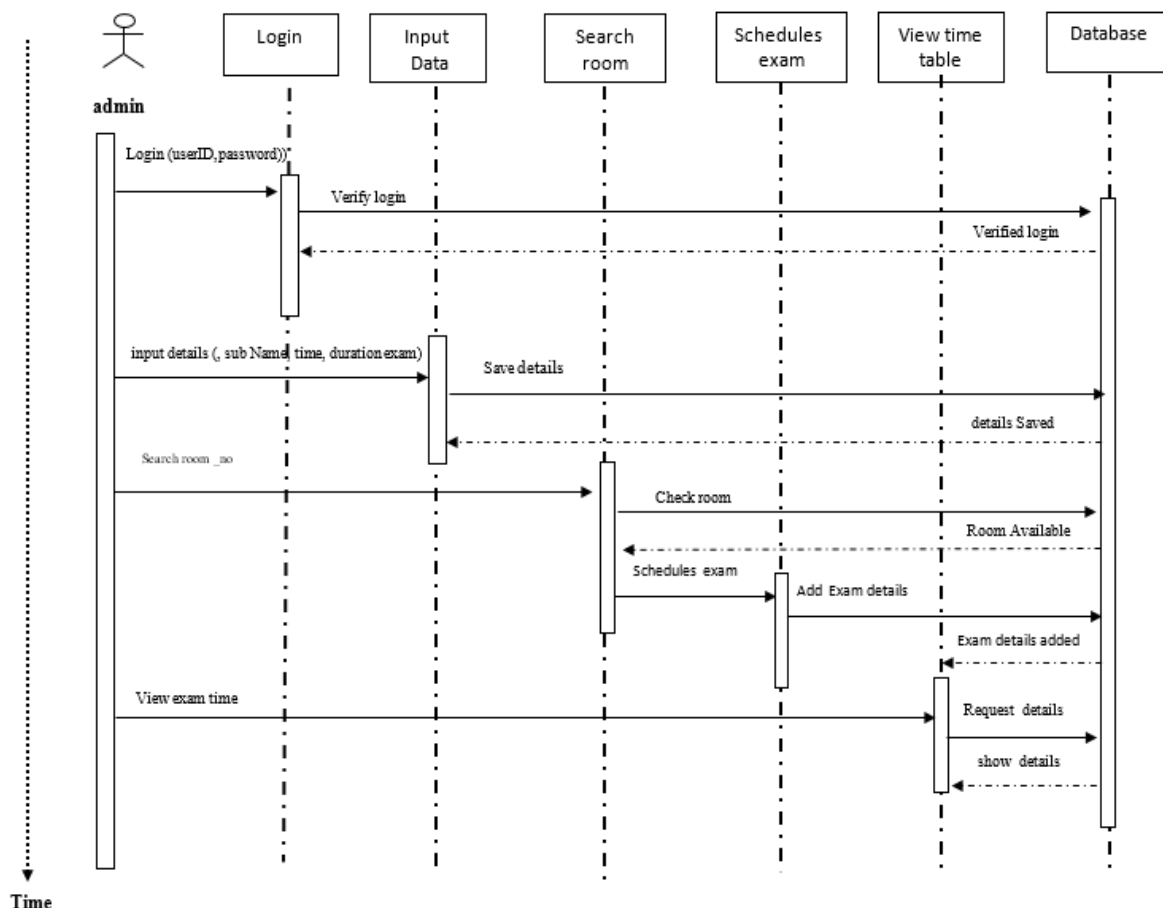 Login
Input
Data
Search
room
Schedules
exam
View time
table
Database
admin
Login (userID,password))
Verify login
Verified login
input details (, sub Name, time, duration exam)
Save details
details Saved
Search room _no
Check room
Room Available
Schedules exam
Add Exam details
Exam details added
View exam time
Request details
show details
Time